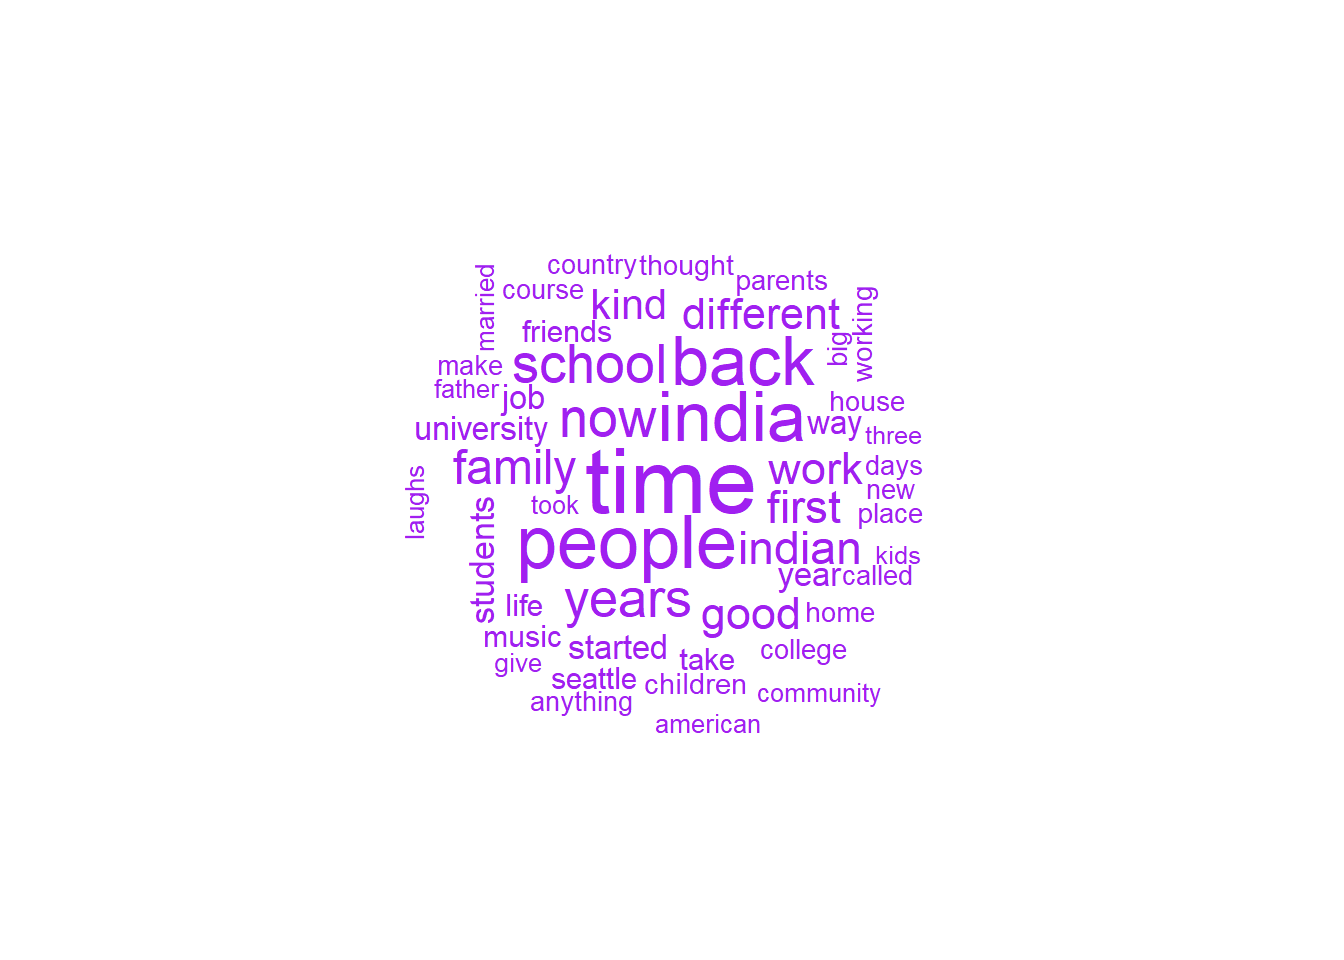 country thought
parents
married
course
kind
different
working
friends
big
school back
make
father
job
house
now india way
university
three
family time work days
new
laughs
took
first place
students
people indian
kids
year called
life
years
good home
music
started
take
college
give
seattle
children
community
anything
american